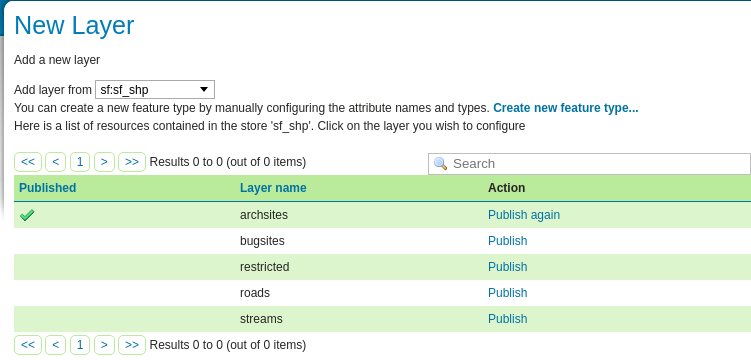 New Layer
Add a new layer
Add layer from sf:sf_shp
You can create a new feature type by manually configuring the attribute names and types. Create new feature type...
Here is a list of resources contained in the store 'sf_shp'. Click on the layer you wish to configure
<< < 1 > >> Results 0 to 0 (out of 0 items) Search
Published Layer name Action
archsites Publish again
bugsites Publish
restricted Publish
roads Publish
streams Publish
<< < 1 > >> Results 0 to 0 (out of 0 items)